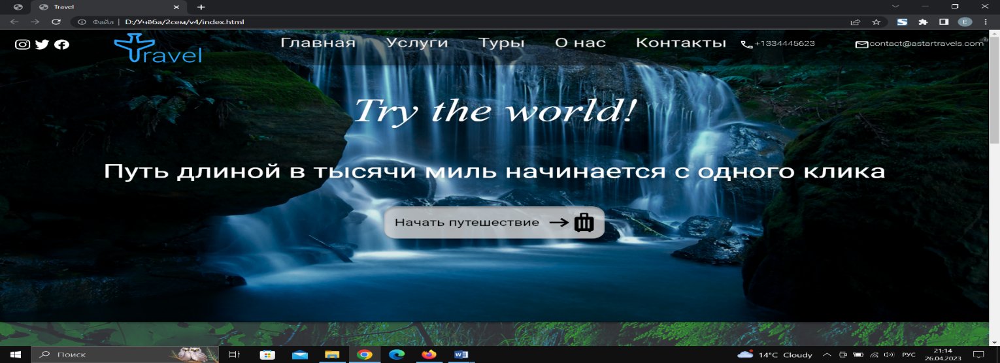 Travel
Файл | D:/Учёба/2сем/v4/index.html
E
Travel
Главная Услуги Туры О нас Контакты +1334445623 contact@astartravels.com
Try the world!
Путь длиной в тысячи миль начинается с одного клика
Начать путешествие
Поиск
14°C Cloudy РУС 21:14
26.04.2023